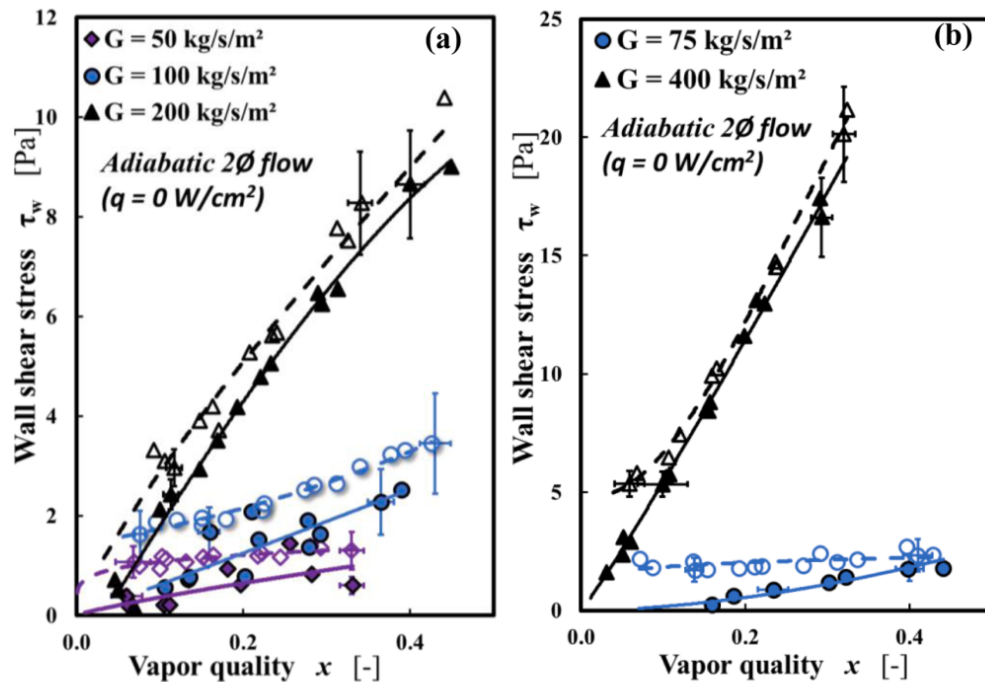 12
10
8
6
4
2
0
0.0
0.2
0.4
Wall shear stress τw [Pa]
Vapor quality x [-]
(a)
G = 50 kg/s/m²
G = 100 kg/s/m²
G = 200 kg/s/m²
Adiabatic 2Ø flow
(q = 0 W/cm²)
25
20
15
10
5
0
0.0
0.2
0.4
Wall shear stress τw [Pa]
Vapor quality x [-]
(b)
G = 75 kg/s/m²
G = 400 kg/s/m²
Adiabatic 2Ø flow
(q = 0 W/cm²)